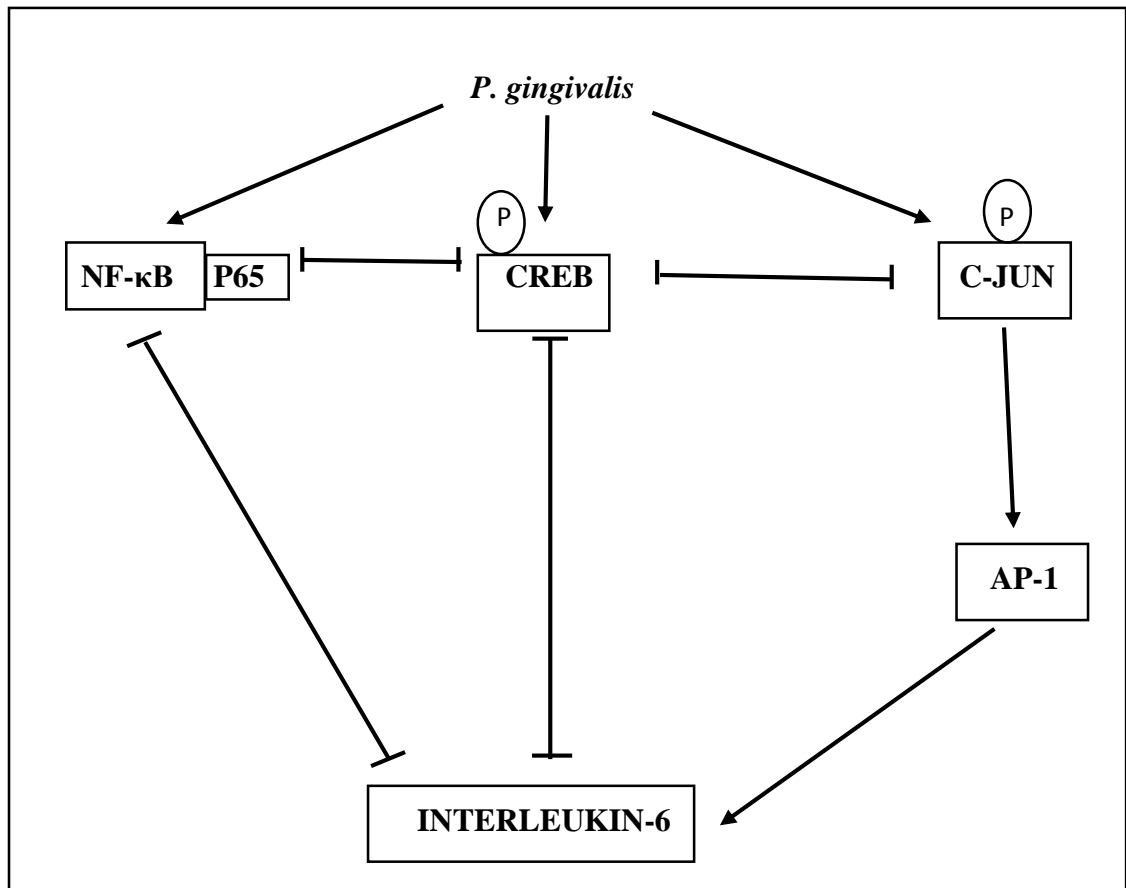 P. gingivalis
P
P
NF-κB
P65
CREB
C-JUN
AP-1
INTERLEUKIN-6